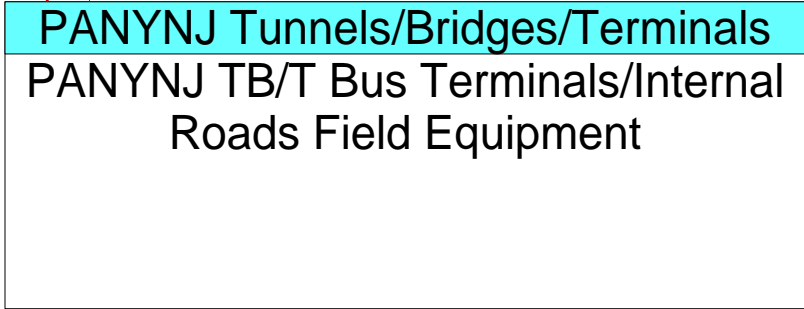 PANYNJ Tunnels/Bridges/Terminals
PANYNJ TB/T Bus Terminals/Internal
Roads Field Equipment